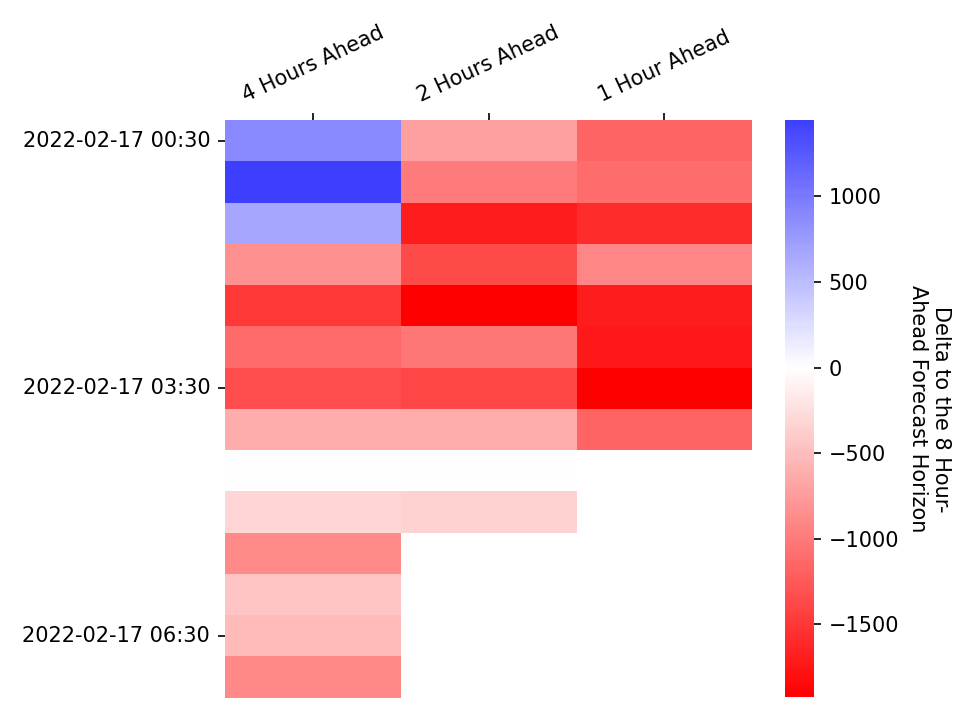 4 Hours Ahead
2 Hours Ahead
1 Hour Ahead
2022-02-17 00:30
2022-02-17 03:30
2022-02-17 06:30
1000
500
0
−500
−1000
−1500
Delta to the 8 Hour-
Ahead Forecast Horizon